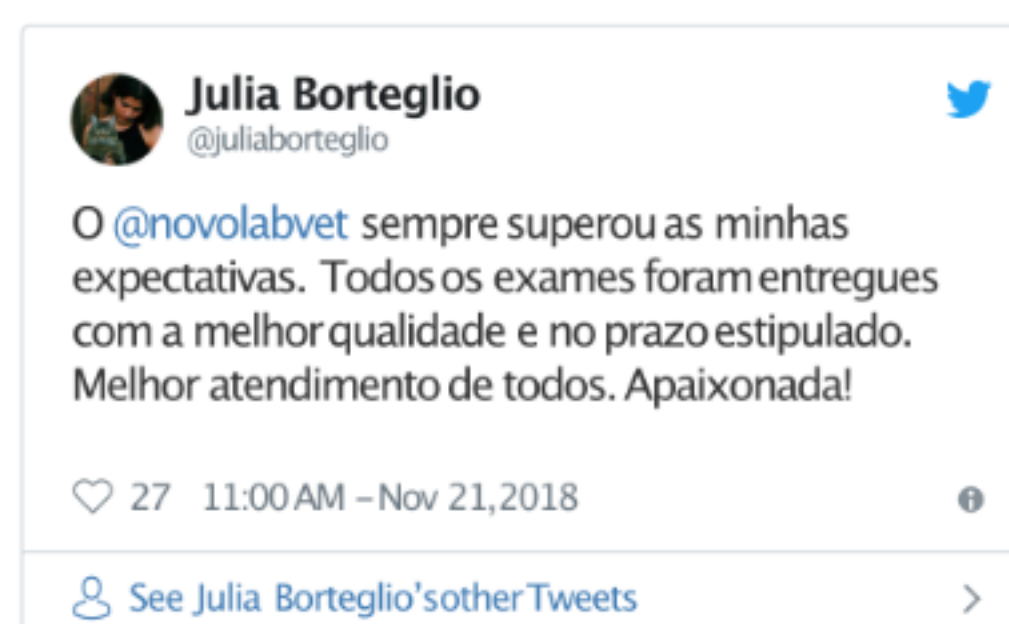 Julia Borteglio
@juliaborteglio
O @novolabvet sempre superou as minhas
expectativas. Todos os exames foram entregues
com a melhor qualidade e no prazo estipulado.
Melhor atendimento de todos. Apaixonada!
27 11:00 AM – Nov 21,2018
See Julia Borteglio's other Tweets